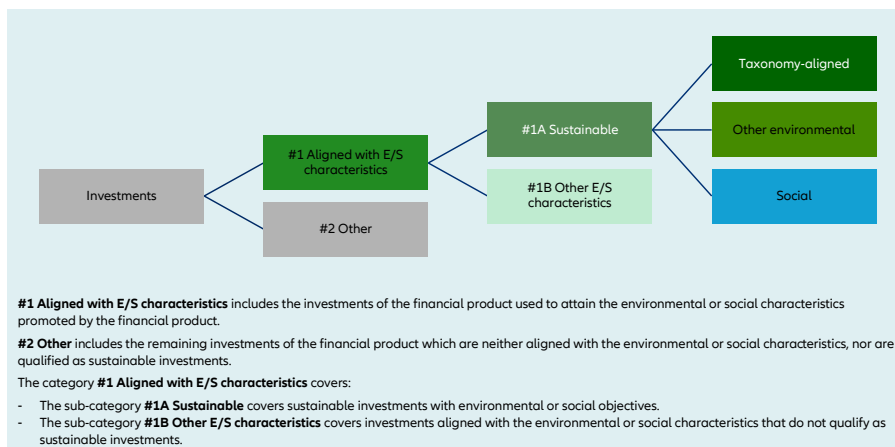 Taxonomy-aligned
#1A Sustainable
Other environmental
#1 Aligned with E/S
characteristics
Investments
#1B Other E/S
characteristics
Social
#2 Other
#1 Aligned with E/S characteristics includes the investments of the financial product used to attain the environmental or social characteristics
promoted by the financial product.
#2 Other includes the remaining investments of the financial product which are neither aligned with the environmental or social characteristics, nor are
qualified as sustainable investments.
The category #1 Aligned with E/S characteristics covers:
- The sub-category #1A Sustainable covers sustainable investments with environmental or social objectives.
- The sub-category #1B Other E/S characteristics covers investments aligned with the environmental or social characteristics that do not qualify as
sustainable investments.